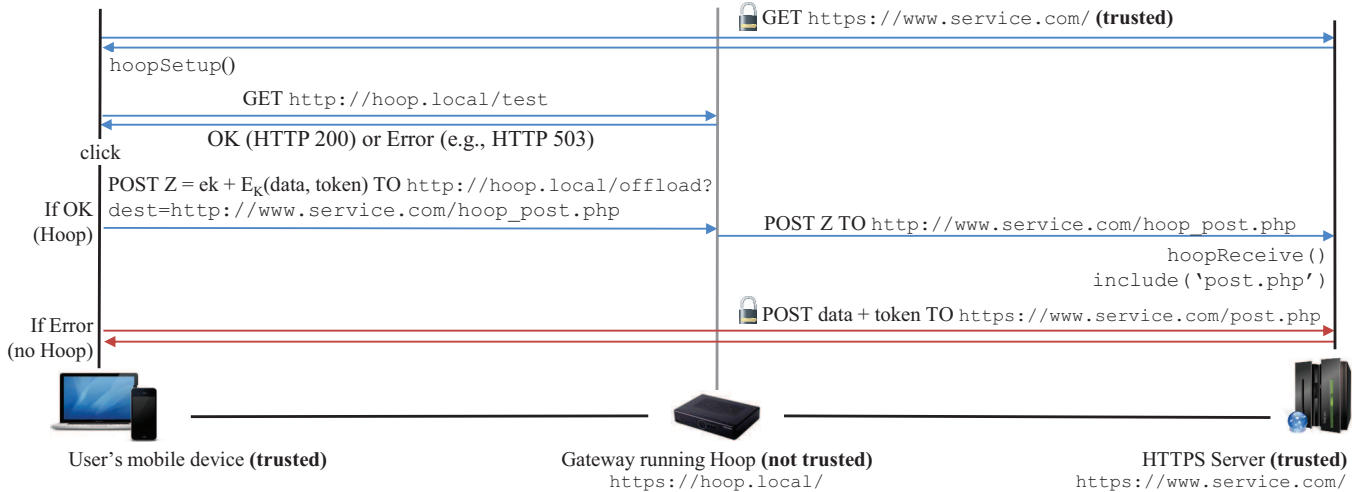 GET https://www.service.com/ (trusted)
hoopSetup()
GET http://hoop.local/test
OK (HTTP 200) or Error (e.g., HTTP 503)
click
POST Z = ek + EK(data, token) TO http://hoop.local/offload?
dest=http://www.service.com/hoop_post.php
If OK
(Hoop)
POST Z TO http://www.service.com/hoop_post.php
hoopReceive()
include(‘post.php’)
If Error
(no Hoop)
POST data + token TO https://www.service.com/post.php
User’s mobile device (trusted)
Gateway running Hoop (not trusted)
https://hoop.local/
HTTPS Server (trusted)
https://www.service.com/